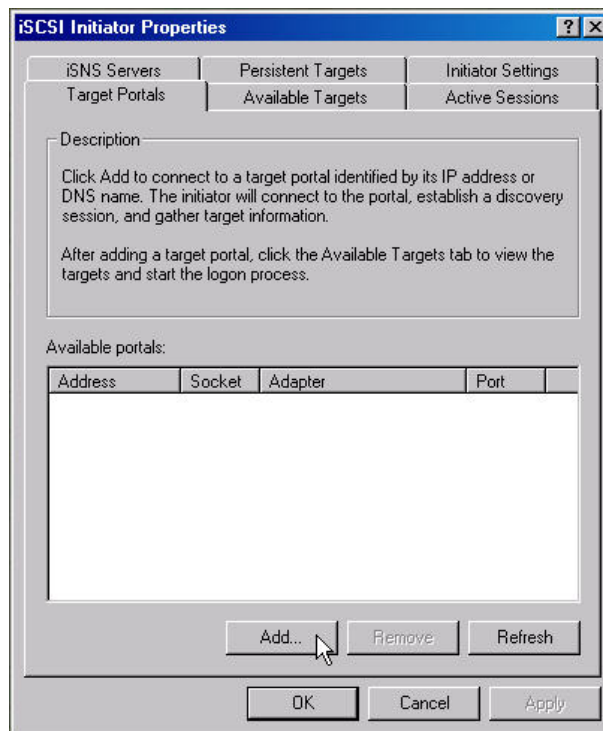 iSCSI Initiator Properties
iSNS Servers
Persistent Targets
Initiator Settings
Target Portals
Available Targets
Active Sessions
Description
Click Add to connect to a target portal identified by its IP address or
DNS name. The initiator will connect to the portal, establish a discovery
session, and gather target information.
After adding a target portal, click the Available Targets tab to view the
targets and start the logon process.
Available portals:
Address Socket Adapter Port
Add... Remove Refresh
OK Cancel Apply